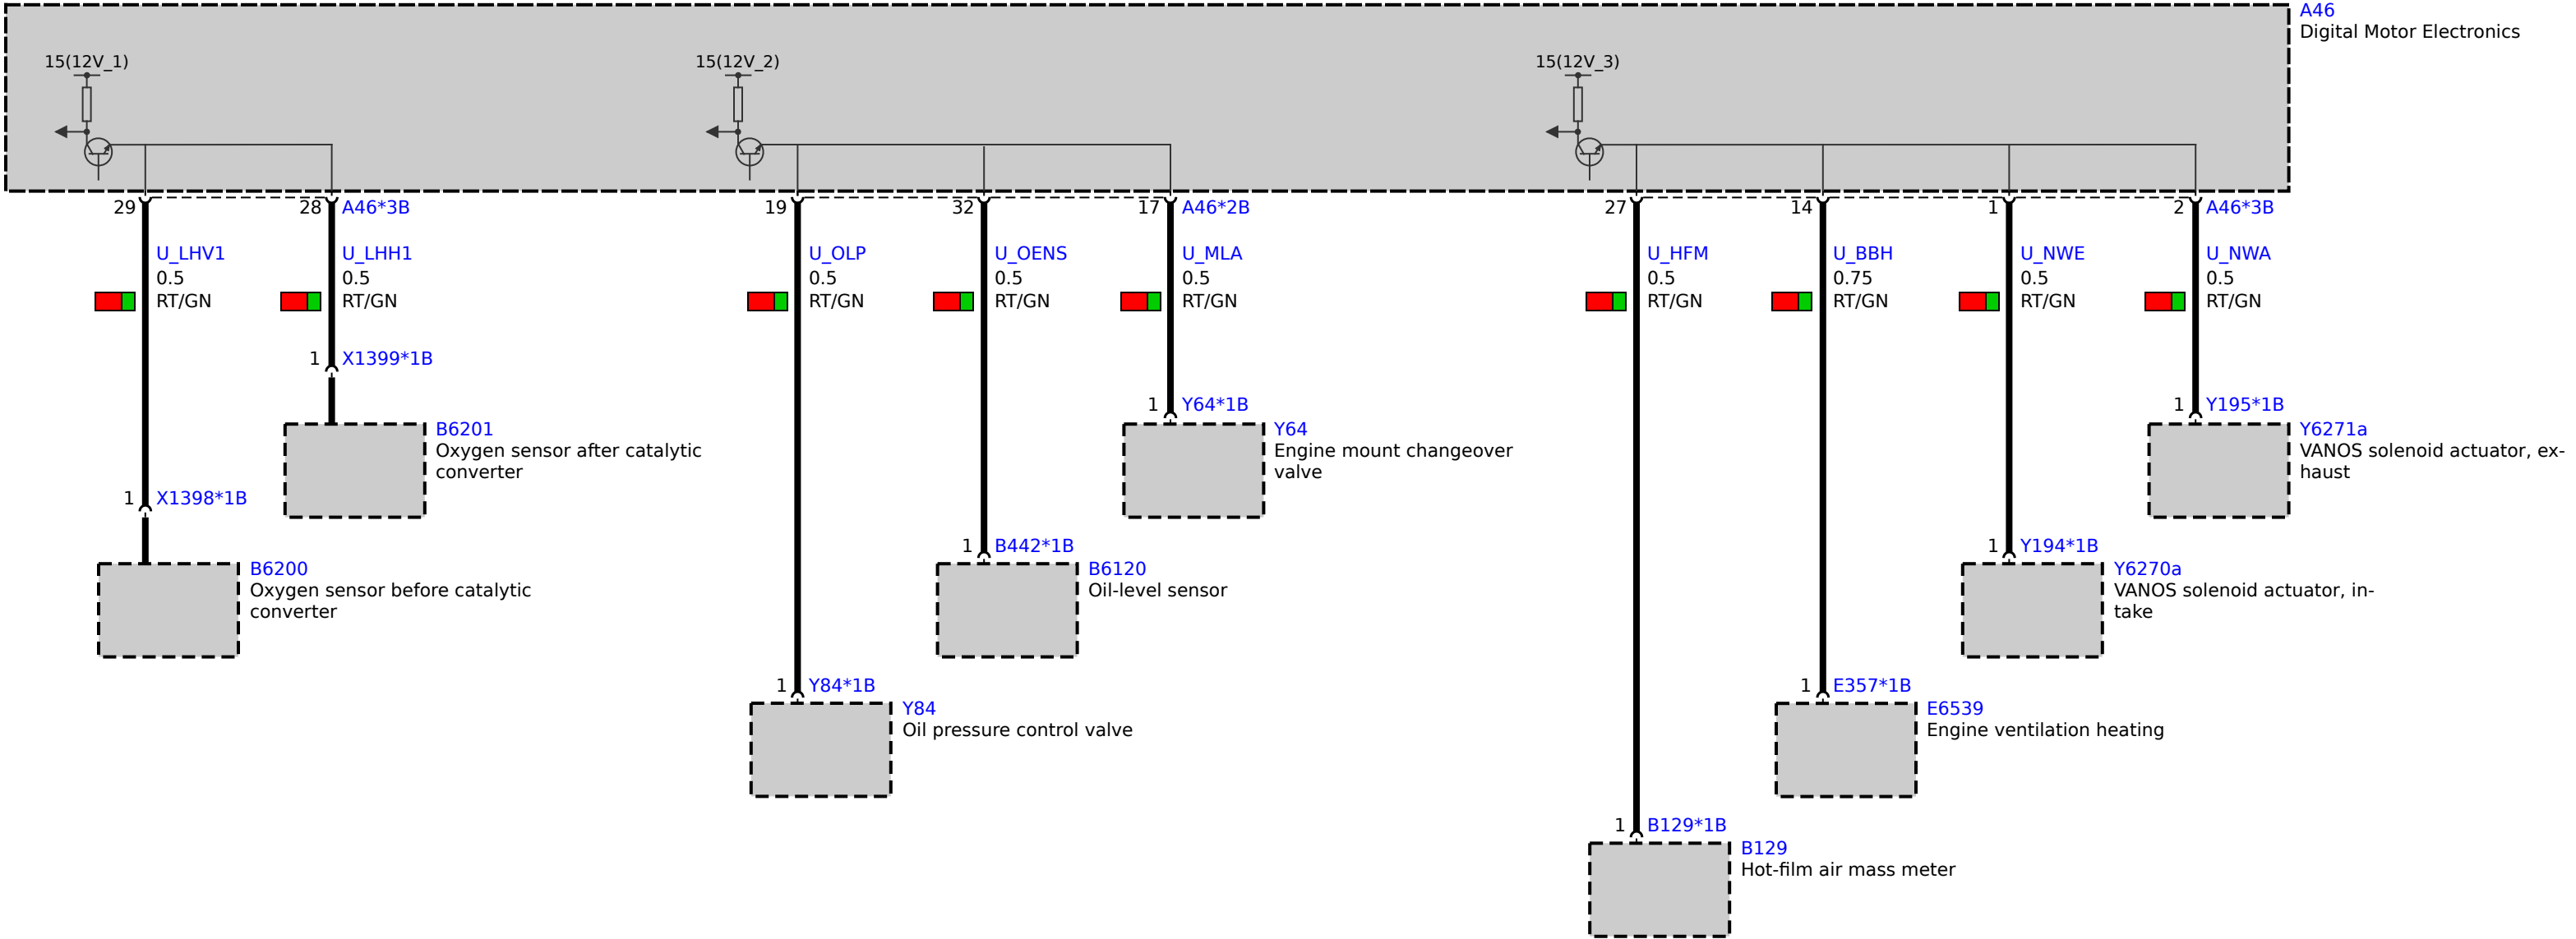 A46
Digital Motor Electronics
15(12V_1)
15(12V_2)
15(12V_3)
29
28
A46*3B
19
32
17
A46*2B
27
14
1
2
A46*3B
U_LHV1
0.5
RT/GN
U_LHH1
0.5
RT/GN
U_OLP
0.5
RT/GN
U_OENS
0.5
RT/GN
U_MLA
0.5
RT/GN
U_HFM
0.5
RT/GN
U_BBH
0.75
RT/GN
U_NWE
0.5
RT/GN
U_NWA
0.5
RT/GN
1
X1399*1B
1
Y64*1B
1
Y195*1B
B6201
Oxygen sensor after catalytic
converter
Y64
Engine mount changeover
valve
Y6271a
VANOS solenoid actuator, ex-
haust
1
X1398*1B
1
B442*1B
1
Y194*1B
B6200
Oxygen sensor before catalytic
converter
B6120
Oil-level sensor
Y6270a
VANOS solenoid actuator, in-
take
1
Y84*1B
1
E357*1B
Y84
Oil pressure control valve
E6539
Engine ventilation heating
1
B129*1B
B129
Hot-film air mass meter